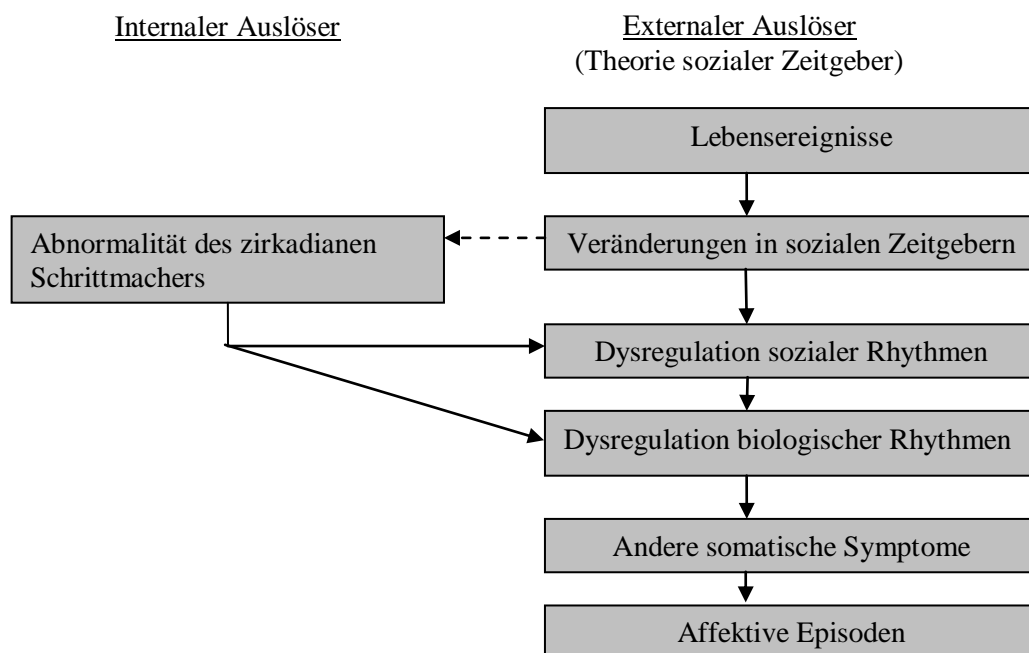 Internaler Auslöser
Externaler Auslöser
(Theorie sozialer Zeitgeber)
Lebensereignisse
Abnormalität des zirkadianen
Schrittmachers
Veränderungen in sozialen Zeitgebern
Dysregulation sozialer Rhythmen
Dysregulation biologischer Rhythmen
Andere somatische Symptome
Affektive Episoden